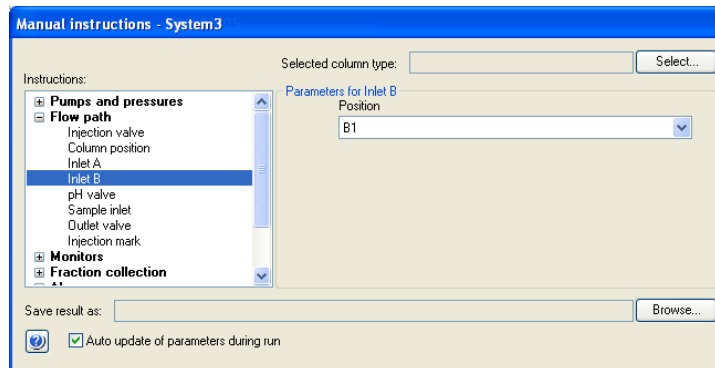 Manual instructions - System3
Selected column type:
Select...
Instructions:
Pumps and pressures
Flow path
Injection valve
Column position
Inlet A
Inlet B
pH valve
Sample inlet
Outlet valve
Injection mark
Monitors
Fraction collection
Parameters for Inlet B
Position
B1
Save result as:
Browse...
Auto update of parameters during run